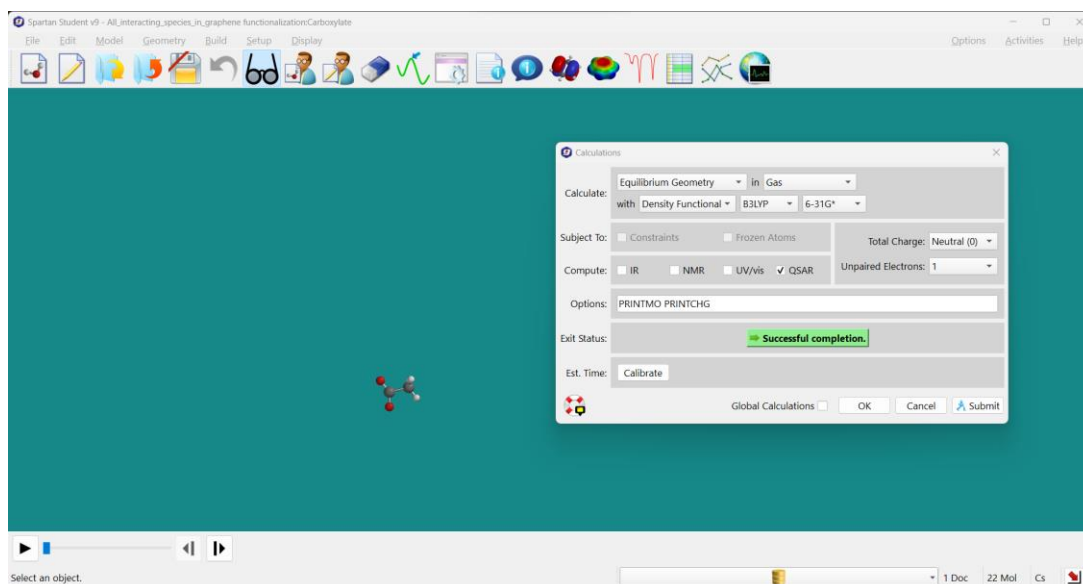 Spartan Student v9 - All_interacting_species_in_graphene functionalization:Carboxylate
File Edit Model Geometry Build Setup Display Options Activities Help
Calculations
Calculate: Equilibrium Geometry in Gas
with Density Functional B3LYP 6-31G*
Subject To: Constraints Frozen Atoms Total Charge: Neutral (0)
Compute: IR NMR UV/vis QSAR Unpaired Electrons: 1
Options: PRINTMO PRINTCHG
Exit Status: Successful completion.
Est. Time: Calibrate
Global Calculations OK Cancel Submit
Select an object. 1 Doc 22 Mol Cs